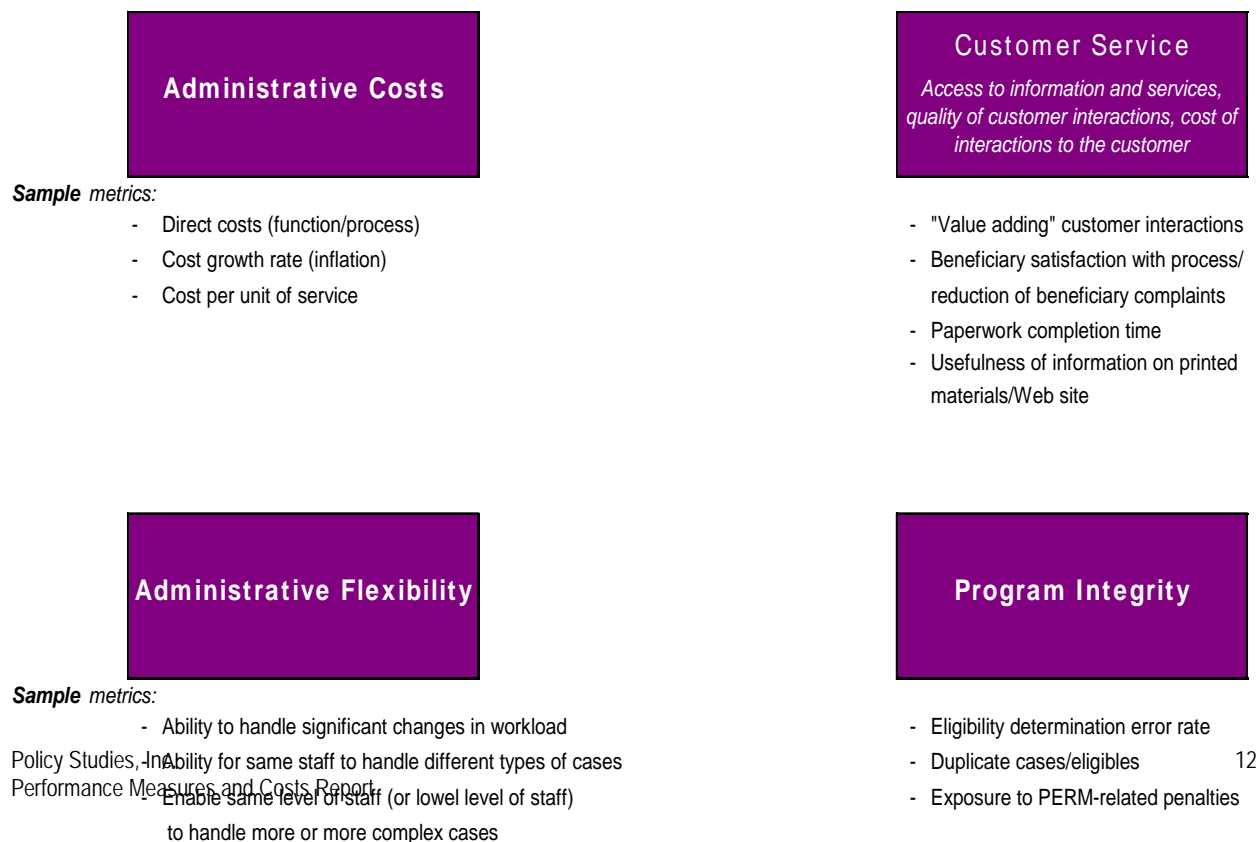 Administrative Costs
Sample metrics:
- Direct costs (function/process)
- Cost growth rate (inflation)
- Cost per unit of service
Customer Service
Access to information and services,
quality of customer interactions, cost of
interactions to the customer
- "Value adding" customer interactions
- Beneficiary satisfaction with process/
reduction of beneficiary complaints
- Paperwork completion time
- Usefulness of information on printed
materials/Web site
Administrative Flexibility
Sample metrics:
- Ability to handle significant changes in workload
- Ability for same staff to handle different types of cases
- Enable same level of staff (or lowel level of staff)
to handle more or more complex cases
Program Integrity
- Eligibility determination error rate
- Duplicate cases/eligibles
- Exposure to PERM-related penalties
Policy Studies, Inc.
Performance Measures and Costs Report
12